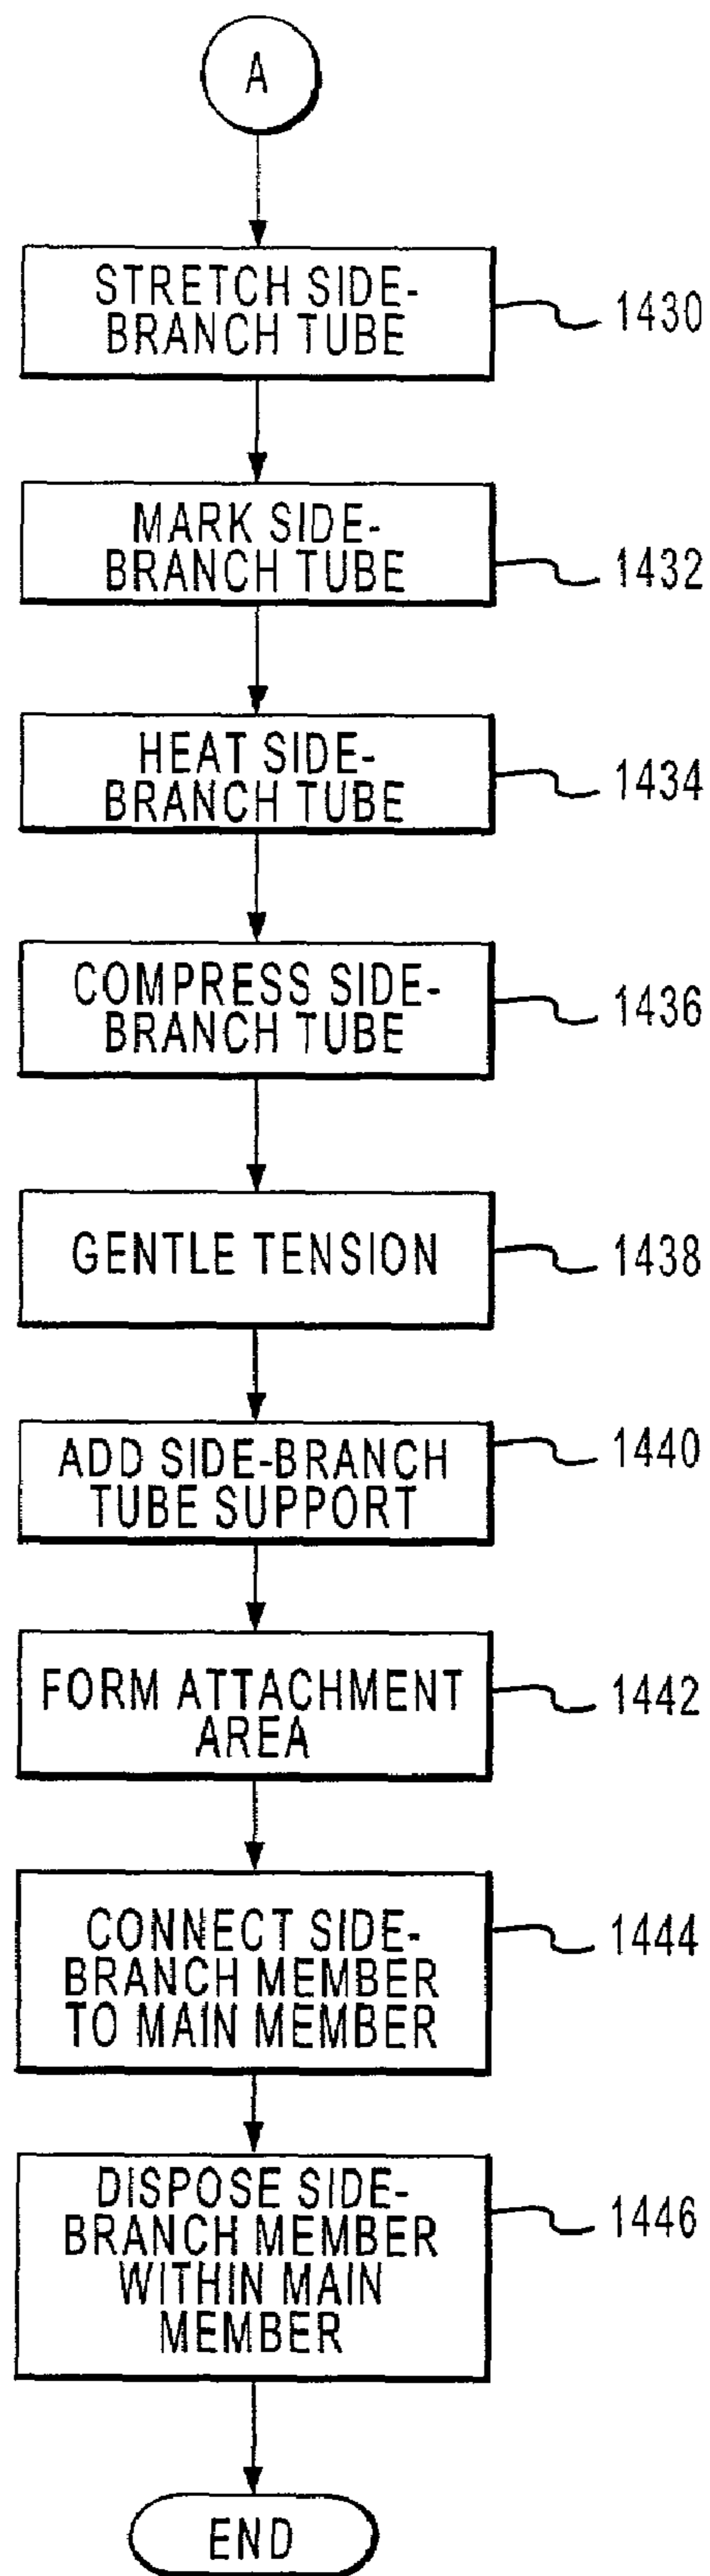 A
STRETCH SIDE-
BRANCH TUBE
1430
MARK SIDE-
BRANCH TUBE
1432
HEAT SIDE-
BRANCH TUBE
1434
COMPRESS SIDE-
BRANCH TUBE
1436
GENTLE TENSION
1438
ADD SIDE-BRANCH
TUBE SUPPORT
1440
FORM ATTACHMENT
AREA
1442
CONNECT SIDE-
BRANCH MEMBER
TO MAIN MEMBER
1444
DISPOSE SIDE-
BRANCH MEMBER
WITHIN MAIN
MEMBER
1446
END